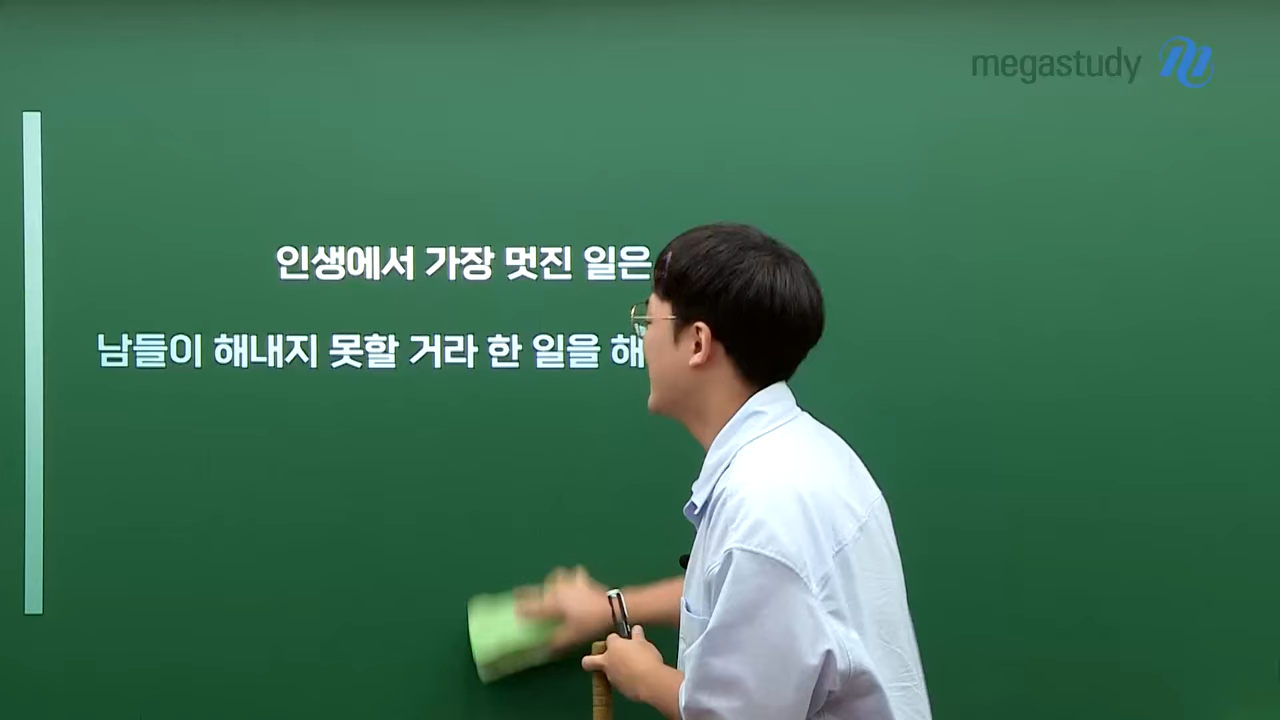 megastudy
인생에서 가장 멋진 일은
남들이 해내지 못할 거라 한 일을